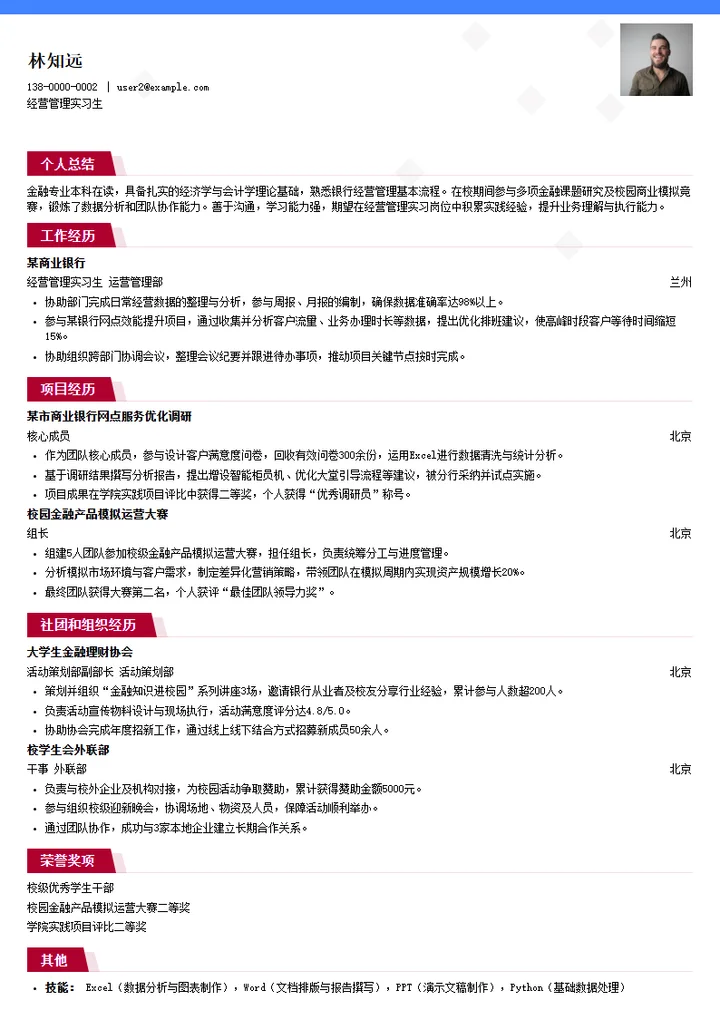 林知远
138-0000-0002 | user2@example.com
经营管理实习生
个人总结
金融专业本科在读，具备扎实的经济学与会计学理论基础，熟悉银行经营管理基本流程。在校期间参与多项金融课题研究及校园商业模拟竞
赛，锻炼了数据分析和团队协作能力。善于沟通，学习能力强，期望在经营管理实习岗位中积累实践经验，提升业务理解与执行能力。
工作经历
某商业银行
经营管理实习生 运营管理部 兰州
• 协助部门完成日常经营数据的整理与分析，参与周报、月报的编制，确保数据准确率达98%以上。
• 参与某银行网点效能提升项目，通过收集并分析客户流量、业务办理时长等数据，提出优化排班建议，使高峰时段客户等待时间缩短
15%。
• 协助组织跨部门协调会议，整理会议纪要并跟进待办事项，推动项目关键节点按时完成。
项目经历
某市商业银行网点服务优化调研
核心成员 北京
• 作为团队核心成员，参与设计客户满意度问卷，回收有效问卷300余份，运用Excel进行数据清洗与统计分析。
• 基于调研结果撰写分析报告，提出增设智能柜员机、优化大堂引导流程等建议，被分行采纳并试点实施。
• 项目成果在学院实践项目评比中获得二等奖，个人获得“优秀调研员”称号。
校园金融产品模拟运营大赛
组长 北京
• 组建5人团队参加校级金融产品模拟运营大赛，担任组长，负责统筹分工与进度管理。
• 分析模拟市场环境与客户需求，制定差异化营销策略，带领团队在模拟周期内实现资产规模增长20%。
• 最终团队获得大赛第二名，个人获评“最佳团队领导力奖”。
社团和组织经历
大学生金融理财协会
活动策划部副部长 活动策划部 北京
• 策划并组织“金融知识进校园”系列讲座3场，邀请银行从业者及校友分享行业经验，累计参与人数超200人。
• 负责活动宣传物料设计与现场执行，活动满意度评分达4.8/5.0。
• 协助协会完成年度招新工作，通过线上线下结合方式招募新成员50余人。
校学生会外联部
干事 外联部 北京
• 负责与校外企业及机构对接，为校园活动争取赞助，累计获得赞助金额5000元。
• 参与组织校级迎新晚会，协调场地、物资及人员，保障活动顺利举办。
• 通过团队协作，成功与3家本地企业建立长期合作关系。
荣誉奖项
校级优秀学生干部
校园金融产品模拟运营大赛二等奖
学院实践项目评比二等奖
其他
• 技能： Excel（数据分析与图表制作），Word（文档排版与报告撰写），PPT（演示文稿制作），Python（基础数据处理）